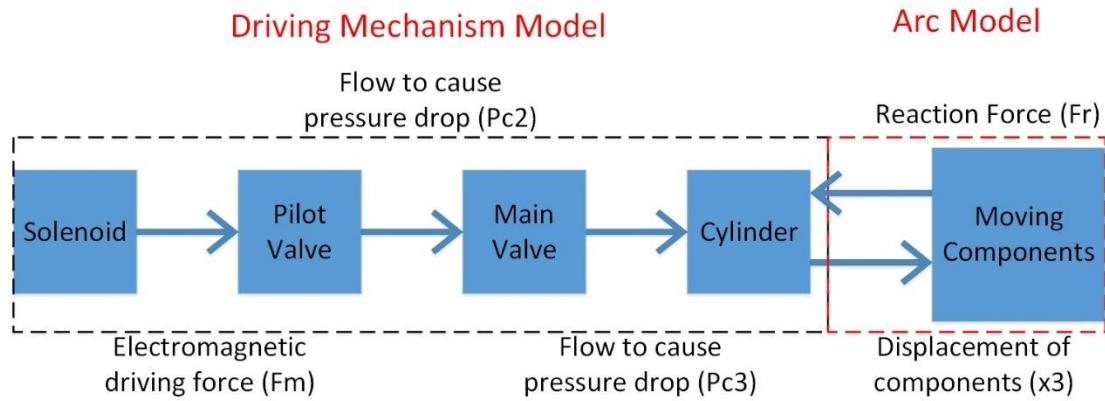 Driving Mechanism Model
Arc Model
Flow to cause
pressure drop (Pc2)
Reaction Force (Fr)
Solenoid
Pilot
Valve
Main
Valve
Cylinder
Moving
Components
Electromagnetic
driving force (Fm)
Flow to cause
pressure drop (Pc3)
Displacement of
components (x3)